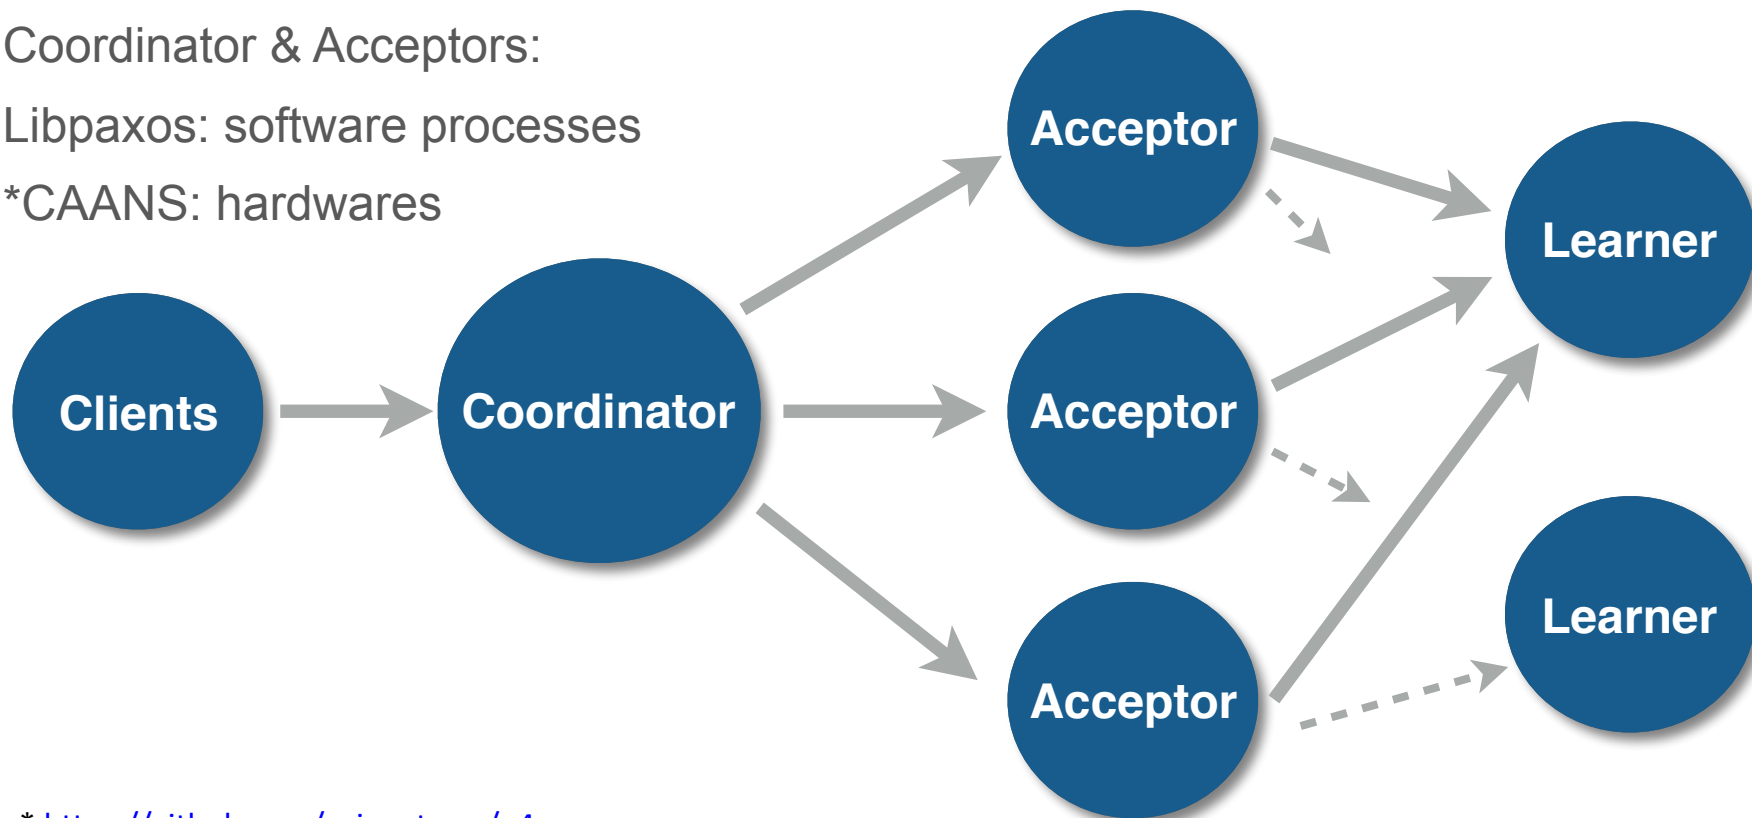 Coordinator & Acceptors:
Libpaxos: software processes
*CAANS: hardwares
Clients
Coordinator
Acceptor
Acceptor
Acceptor
Learner
Learner
*